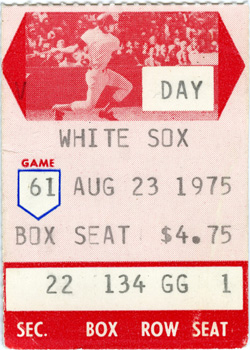 DAY
WHITE SOX
GAME
61 AUG 23 1975
BOX SEAT $4.75
22 134 GG 1
SEC. BOX ROW SEAT